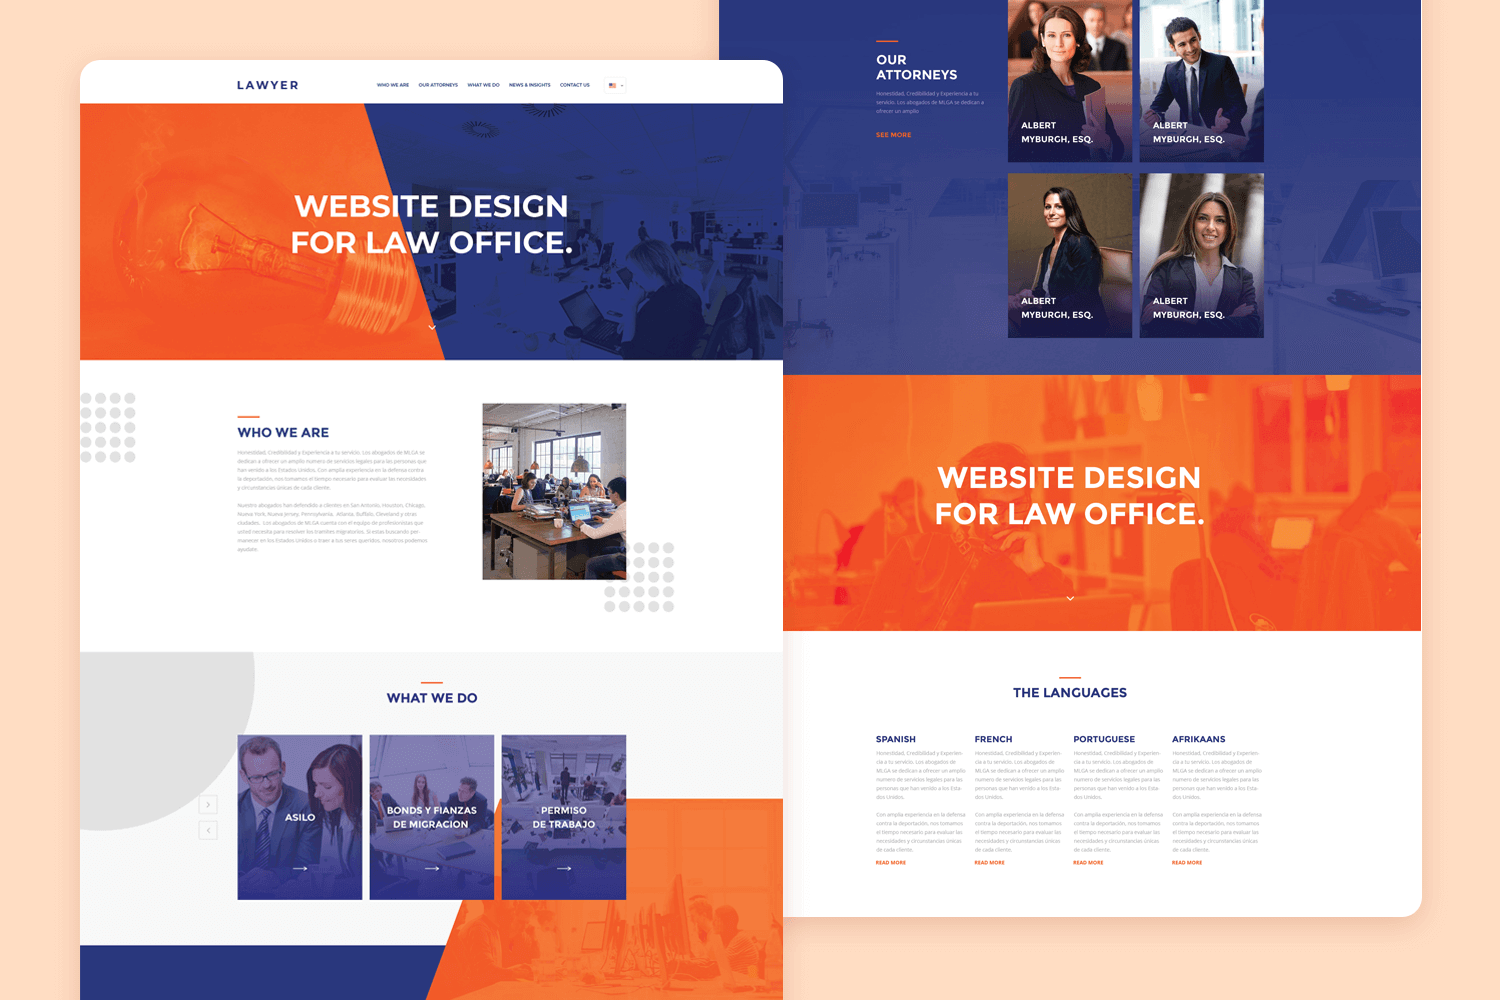 LAWYER
WHO WE ARE
OUR ATTORNEYS
WHAT WE DO
NEWS & INSIGHTS
CONTACT US
WEBSITE DESIGN
FOR LAW OFFICE.
WHO WE ARE
Honestidad, Credibilidad y Experiencia a tu servicio. Los abogados de MLGA se
dedican a ofrecer un amplio numero de servicios legales para las personas que
han venido a los Estados Unidos. Con amplia experiencia en la defensa contra
la deportación, nos tomamos el tiempo necesario para evaluar las necesidades
y circunstancias únicas de cada cliente.
Nuestro abogados han defendido a clientes en San Antonio, Houston, Chicago,
Nueva York, Nueva Jersey, Pennsylvania, Atlanta, Buffalo, Cleveland y otras
ciudades. Los abogados de MLGA cuenta con el equipo de profesionistas que
usted necesita para resolver los tramites migratorios. Si estas buscando per-
manecer en los Estados Unidos o traer a tus seres queridos, nosotros podemos
ayudarte.
WHAT WE DO
ASILO
BONDS Y FIANZAS
DE MIGRACION
PERMISO
DE TRABAJO
OUR
ATTORNEYS
Honestidad, Credibilidad y Experiencia a tu
servicio. Los abogados de MLGA se dedican a
ofrecer un amplio
SEE MORE
ALBERT
MYBURGH, ESQ.
ALBERT
MYBURGH, ESQ.
ALBERT
MYBURGH, ESQ.
ALBERT
MYBURGH, ESQ.
WEBSITE DESIGN
FOR LAW OFFICE.
THE LANGUAGES
SPANISH
Honestidad, Credibilidad y Experien-
cia a tu servicio. Los abogados de
MLGA se dedican a ofrecer un amplio
numero de servicios legales para las
personas que han venido a los Esta-
dos Unidos.
Con amplia experiencia en la defensa
contra la deportación, nos tomamos
el tiempo necesario para evaluar las
necesidades y circunstancias únicas
de cada cliente.
READ MORE
FRENCH
Honestidad, Credibilidad y Experien-
cia a tu servicio. Los abogados de
MLGA se dedican a ofrecer un amplio
numero de servicios legales para las
personas que han venido a los Esta-
dos Unidos.
Con amplia experiencia en la defensa
contra la deportación, nos tomamos
el tiempo necesario para evaluar las
necesidades y circunstancias únicas
de cada cliente.
READ MORE
PORTUGUESE
Honestidad, Credibilidad y Experien-
cia a tu servicio. Los abogados de
MLGA se dedican a ofrecer un amplio
numero de servicios legales para las
personas que han venido a los Esta-
dos Unidos.
Con amplia experiencia en la defensa
contra la deportación, nos tomamos
el tiempo necesario para evaluar las
necesidades y circunstancias únicas
de cada cliente.
READ MORE
AFRIKAANS
Honestidad, Credibilidad y Experien-
cia a tu servicio. Los abogados de
MLGA se dedican a ofrecer un amplio
numero de servicios legales para las
personas que han venido a los Esta-
dos Unidos.
Con amplia experiencia en la defensa
contra la deportación, nos tomamos
el tiempo necesario para evaluar las
necesidades y circunstancias únicas
de cada cliente.
READ MORE